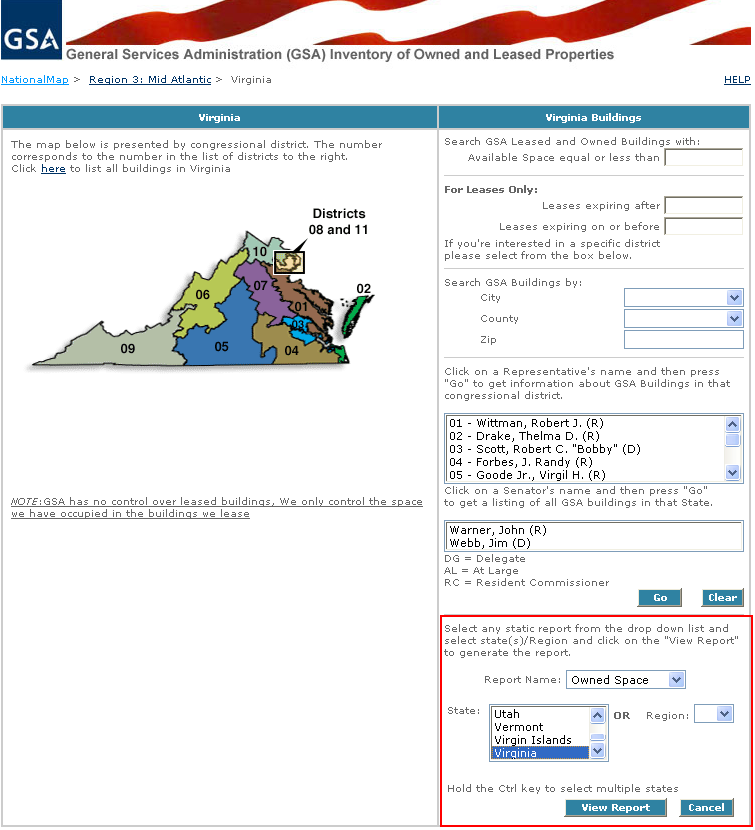 GSA
General Services Administration (GSA) Inventory of Owned and Leased Properties
NationalMap > Region 3: Mid Atlantic > Virginia
HELP
Virginia
The map below is presented by congressional district. The number
corresponds to the number in the list of districts to the right.
Click here to list all buildings in Virginia
Districts
08 and 11
10
02
06
07
01
03
09
05
04
NOTE:GSA has no control over leased buildings, We only control the space
we have occupied in the buildings we lease
Virginia Buildings
Search GSA Leased and Owned Buildings with:
Available Space equal or less than
For Leases Only:
Leases expiring after
Leases expiring on or before
If you're interested in a specific district
please select from the box below.
Search GSA Buildings by:
City
County
Zip
Click on a Representative's name and then press
"Go" to get information about GSA Buildings in that
congressional district.
01 - Wittman, Robert J. (R)
02 - Drake, Thelma D. (R)
03 - Scott, Robert C. "Bobby" (D)
04 - Forbes, J. Randy (R)
05 - Goode Jr., Virgil H. (R)
Click on a Senator's name and then press "Go"
to get a listing of all GSA buildings in that State.
Warner, John (R)
Webb, Jim (D)
DG = Delegate
AL = At Large
RC = Resident Commissioner
Go Clear
Select any static report from the drop down list and
select state(s)/Region and click on the "View Report"
to generate the report.
Report Name: Owned Space
State:
Utah
Vermont
Virgin Islands
Virginia
OR Region:
Hold the Ctrl key to select multiple states
View Report Cancel